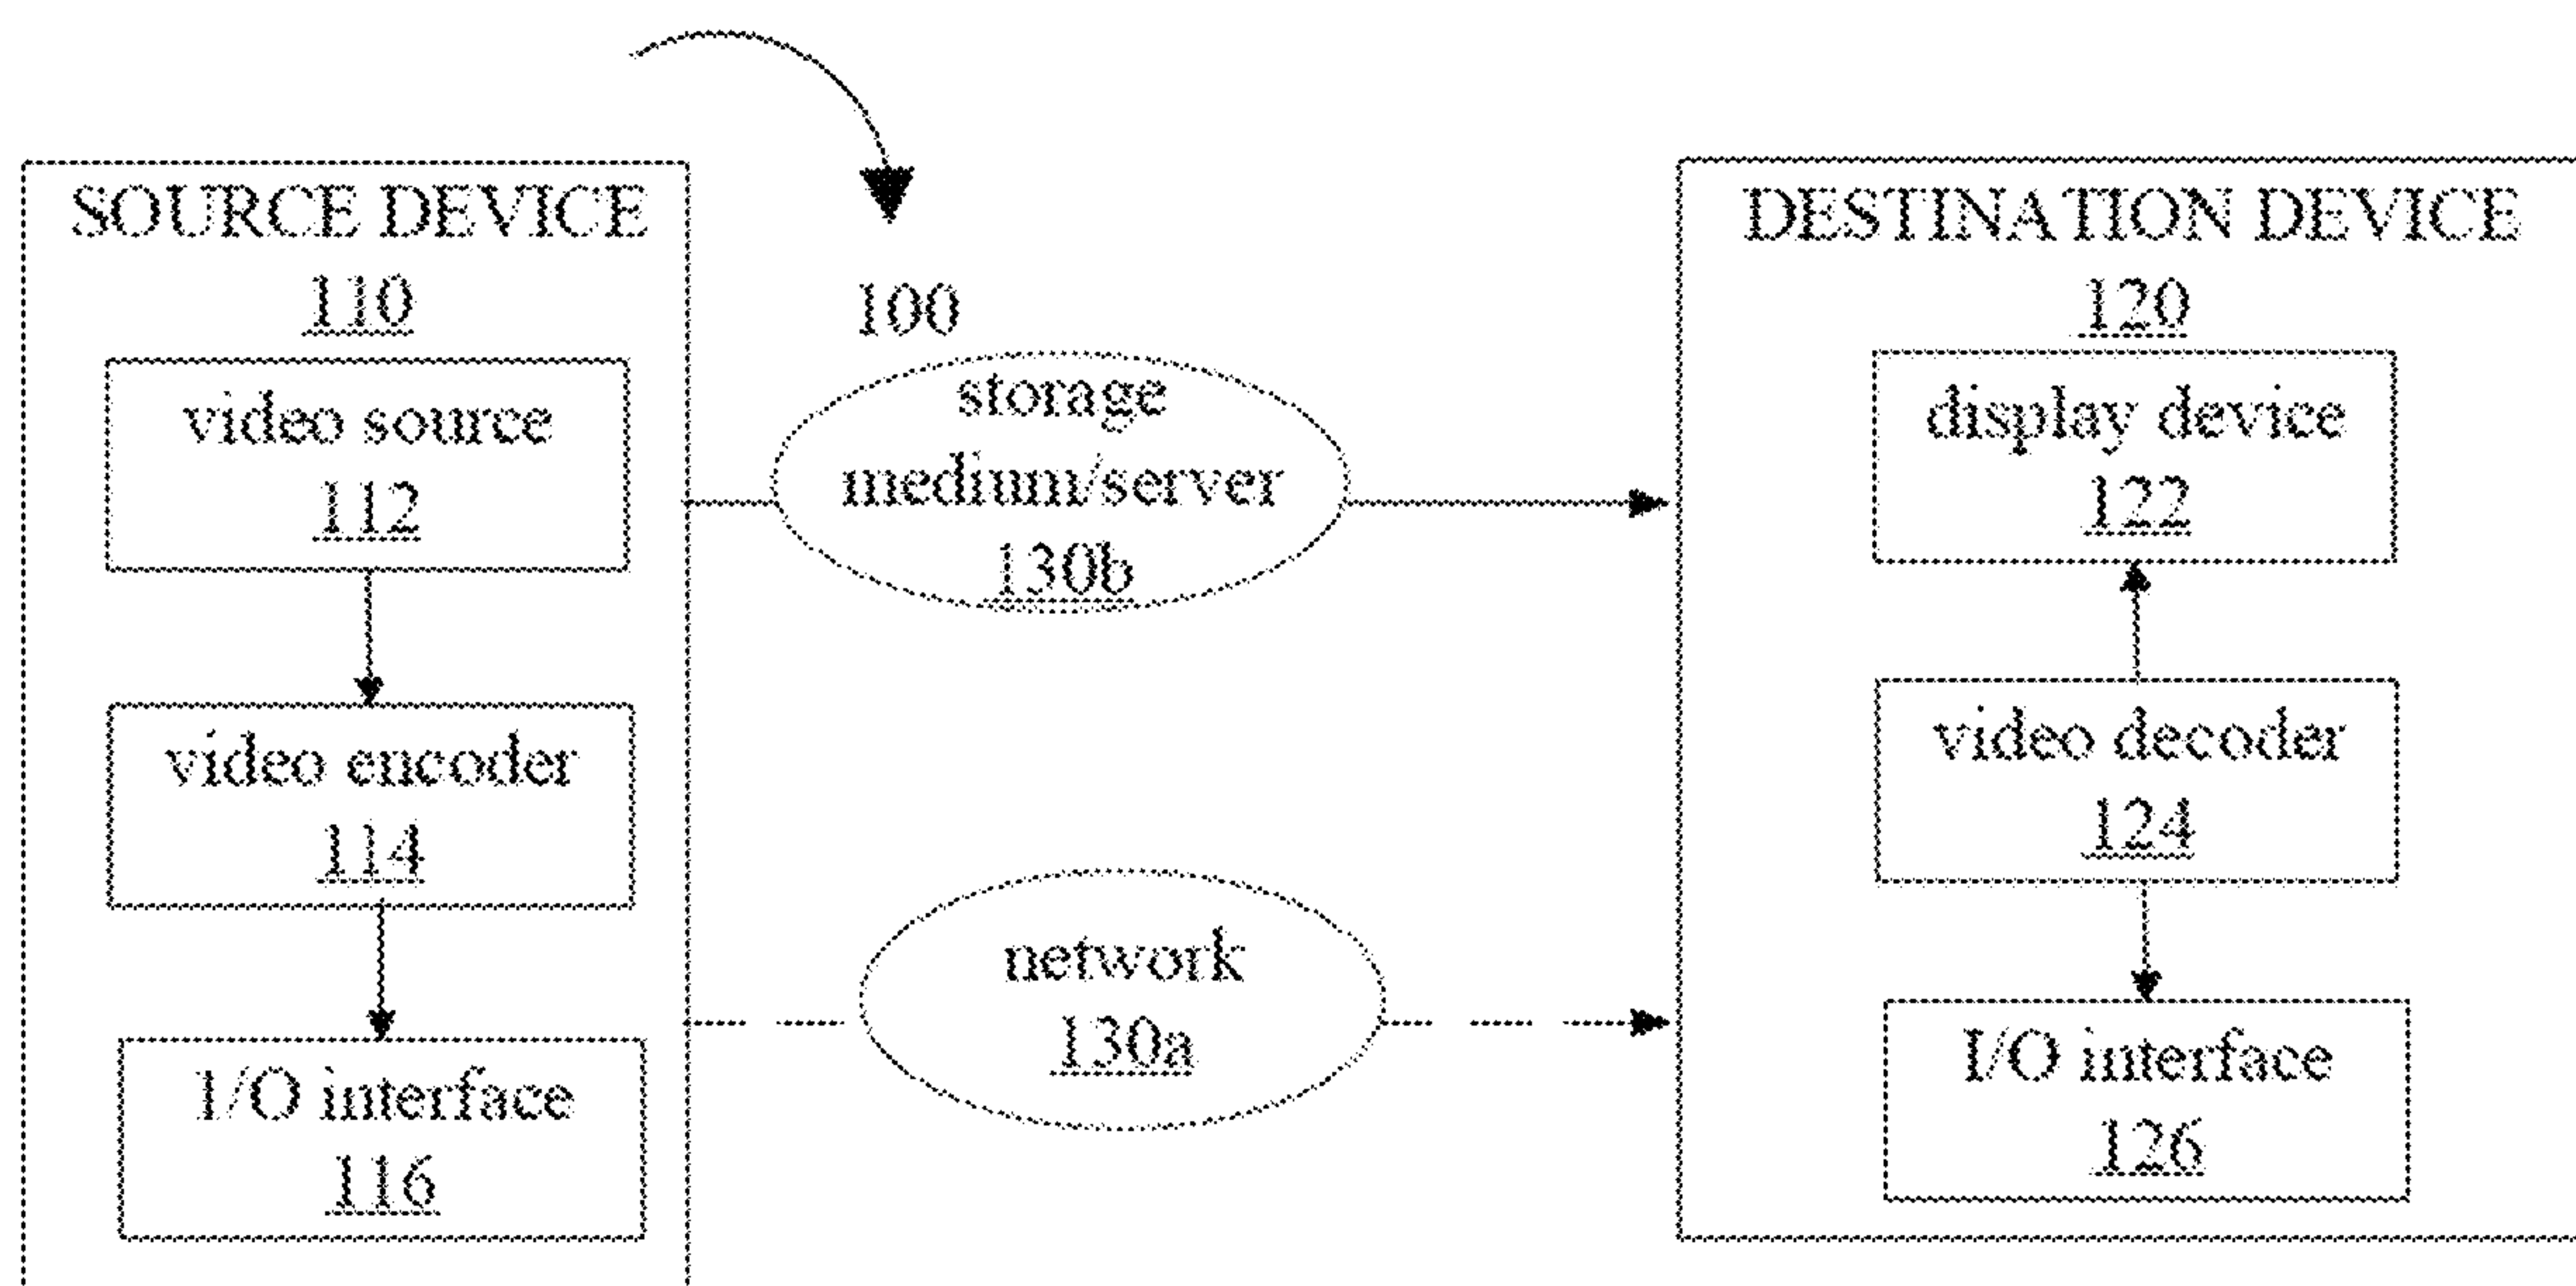 SOURCE DEVICE
110
video source
112
video encoder
114
I/O interface
116
100
storage
medium/server
130b
network
130a
DESTINATION DEVICE
120
display device
122
video decoder
124
I/O interface
126